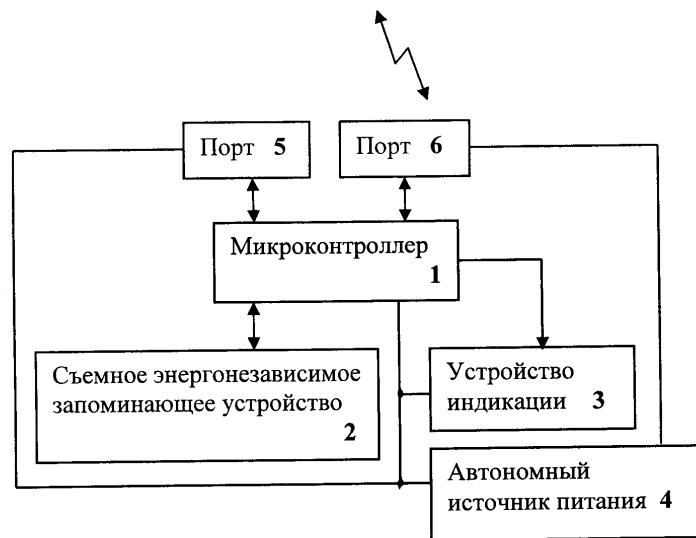 Порт 5
Порт 6
Микроконтроллер
1
Съемное энергонезависимое
запоминающее устройство
2
Устройство
индикации 3
Автономный
источник питания 4